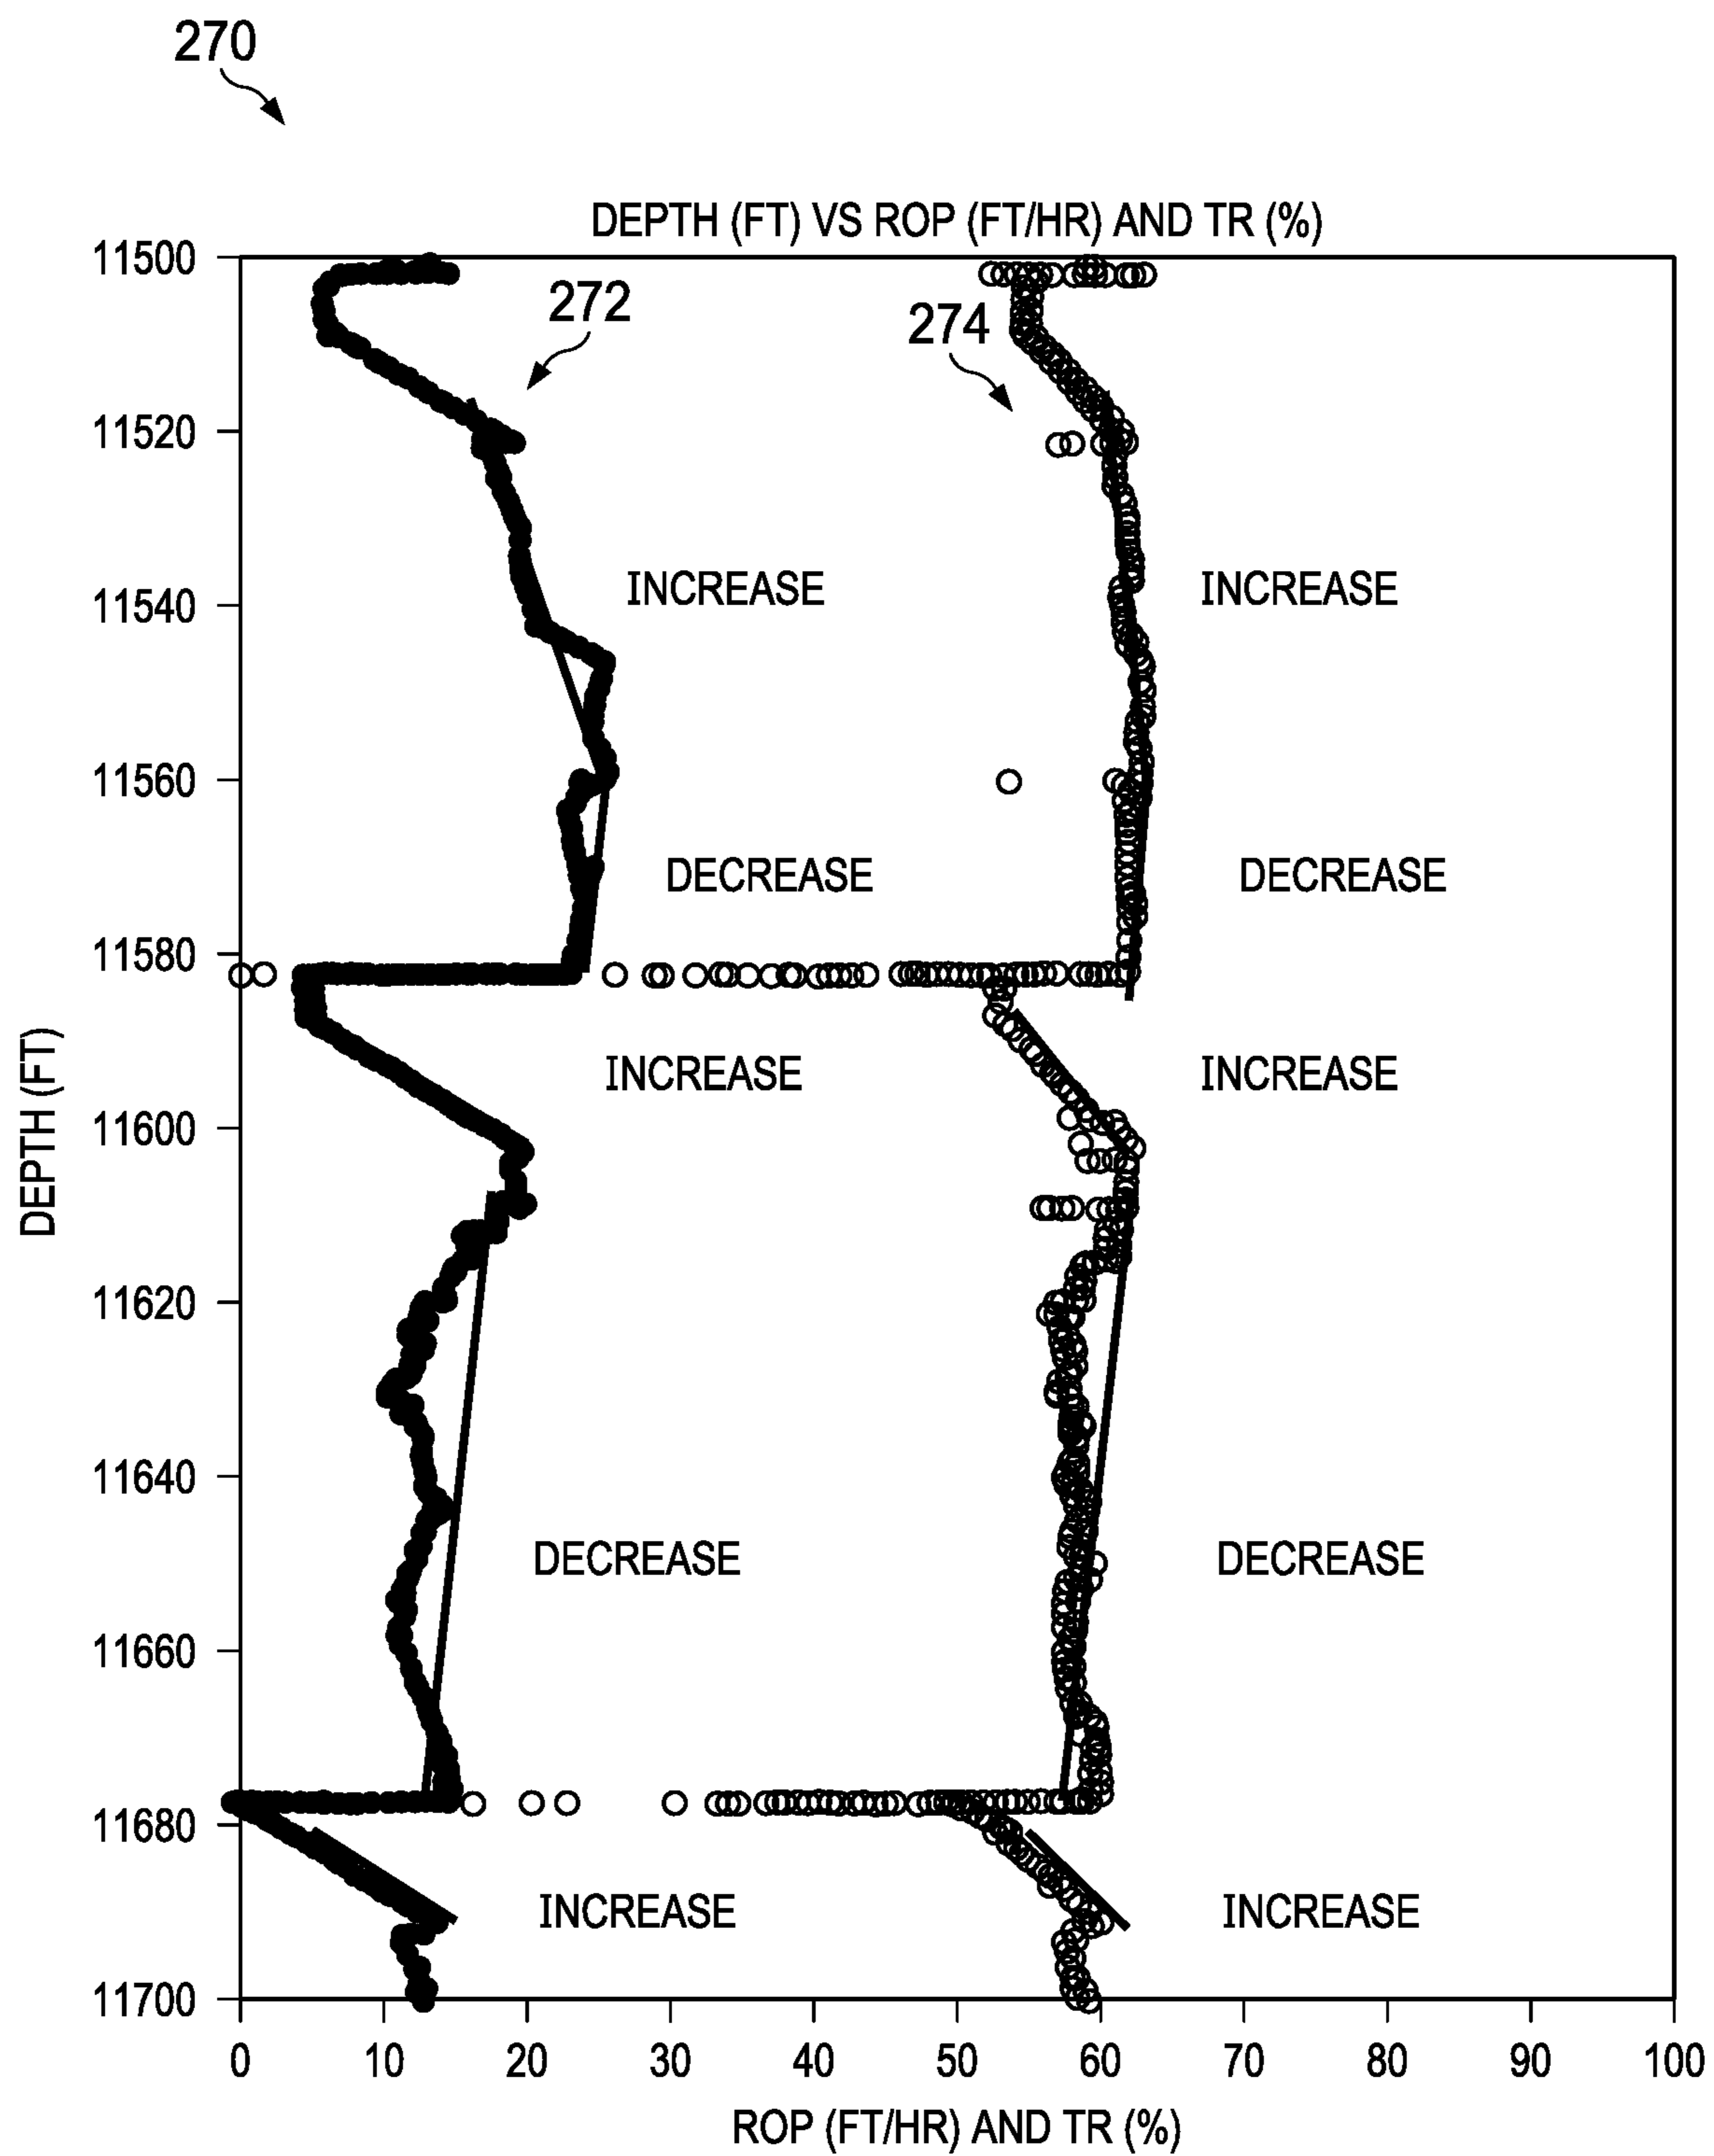 270
DEPTH (FT) VS ROP (FT/HR) AND TR (%)
11500
272
274
11520
11540
INCREASE
INCREASE
11560
DECREASE
DECREASE
11580
INCREASE
INCREASE
11600
DEPTH (FT)
11620
11640
DECREASE
DECREASE
11660
11680
INCREASE
INCREASE
11700
0 10 20 30 40 50 60 70 80 90 100
ROP (FT/HR) AND TR (%)